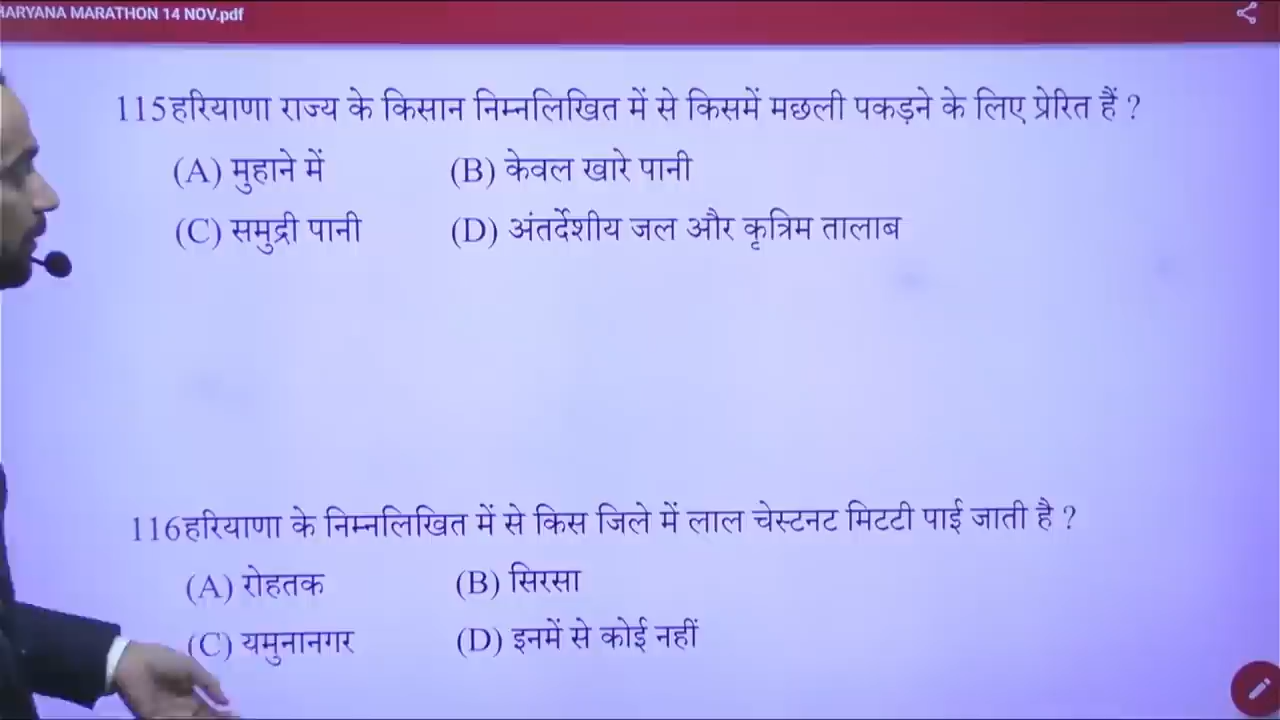 HARYANA MARATHON 14 NOV.pdf
115हरियाणा राज्य के किसान निम्नलिखित में से किसमें मछली पकड़ने के लिए प्रेरित हैं ?
(A) मुहाने में (B) केवल खारे पानी
(C) समुद्री पानी (D) अंतर्देशीय जल और कृत्रिम तालाब
116हरियाणा के निम्नलिखित में से किस जिले में लाल चेस्टनट मिटटी पाई जाती है ?
(A) रोहतक (B) सिरसा
(C) यमुनानगर (D) इनमें से कोई नहीं